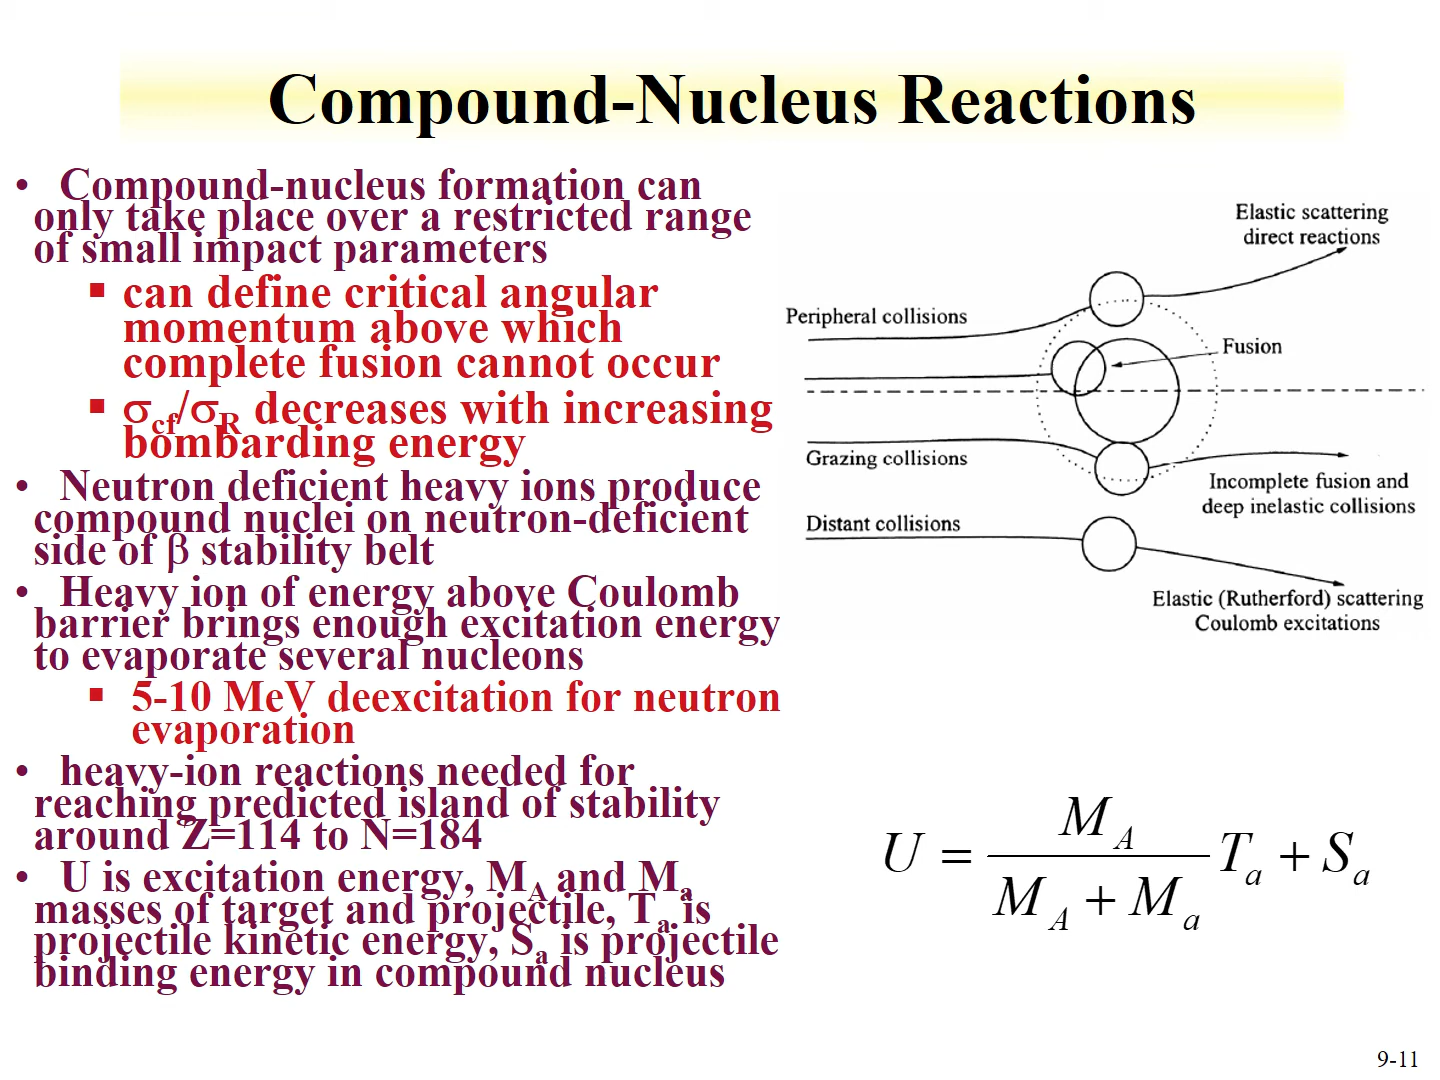 Compound-Nucleus Reactions
• Compound-nucleus formation can
only take place over a restricted range
of small impact parameters
▪ can define critical angular
momentum above which
complete fusion cannot occur
▪ σcf/σR decreases with increasing
bombarding energy
• Neutron deficient heavy ions produce
compound nuclei on neutron-deficient
side of β stability belt
• Heavy ion of energy above Coulomb
barrier brings enough excitation energy
to evaporate several nucleons
▪ 5-10 MeV deexcitation for neutron
evaporation
• heavy-ion reactions needed for
reaching predicted island of stability
around Z=114 to N=184
• U is excitation energy, MA and Ma
masses of target and projectile, Ta is
projectile kinetic energy, Sa is projectile
binding energy in compound nucleus
Elastic scattering
direct reactions
Peripheral collisions
Fusion
Grazing collisions
Incomplete fusion and
deep inelastic collisions
Distant collisions
Elastic (Rutherford) scattering
Coulomb excitations
U = MA / (MA + Ma) Ta + Sa
9-11